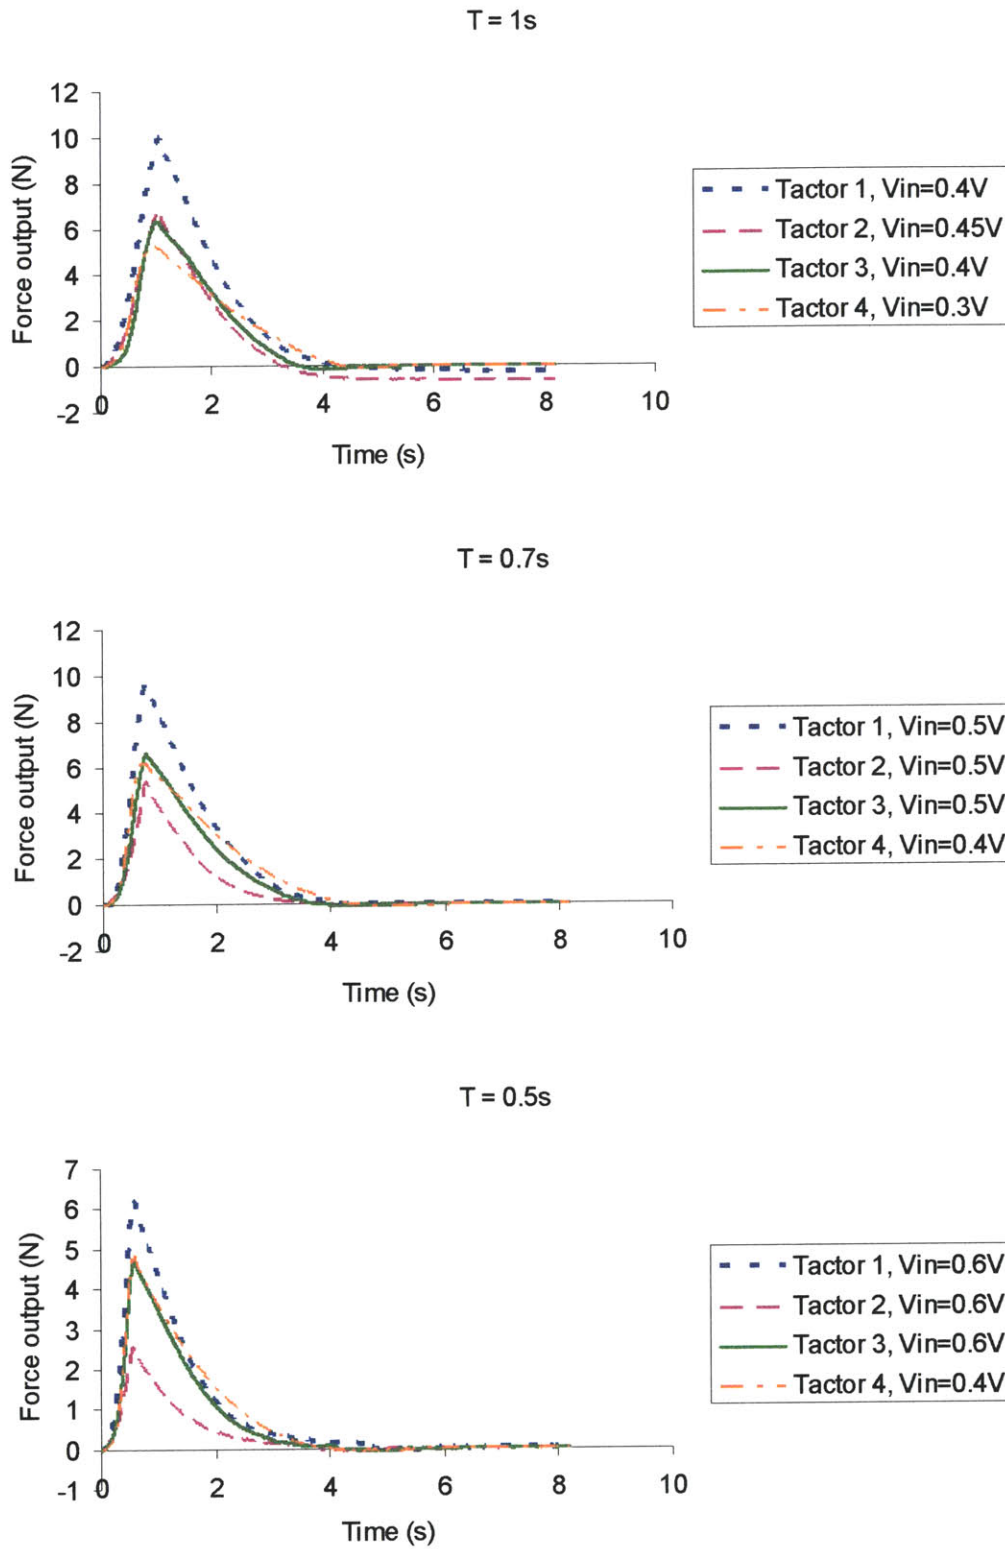 T = 1s
12
10
8
6
4
2
0
-2
0 2 4 6 8 10
Force output (N)
Time (s)
Tactor 1, Vin=0.4V
Tactor 2, Vin=0.45V
Tactor 3, Vin=0.4V
Tactor 4, Vin=0.3V
T = 0.7s
12
10
8
6
4
2
0
-2
0 2 4 6 8 10
Force output (N)
Time (s)
Tactor 1, Vin=0.5V
Tactor 2, Vin=0.5V
Tactor 3, Vin=0.5V
Tactor 4, Vin=0.4V
T = 0.5s
7
6
5
4
3
2
1
0
-1
0 2 4 6 8 10
Force output (N)
Time (s)
Tactor 1, Vin=0.6V
Tactor 2, Vin=0.6V
Tactor 3, Vin=0.6V
Tactor 4, Vin=0.4V